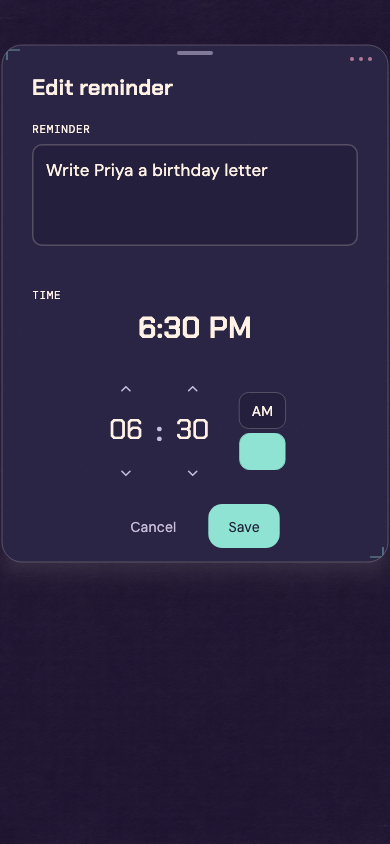 Edit reminder
REMINDER
Write Priya a birthday letter
TIME
6:30 PM
06 : 30
AM
Cancel
Save